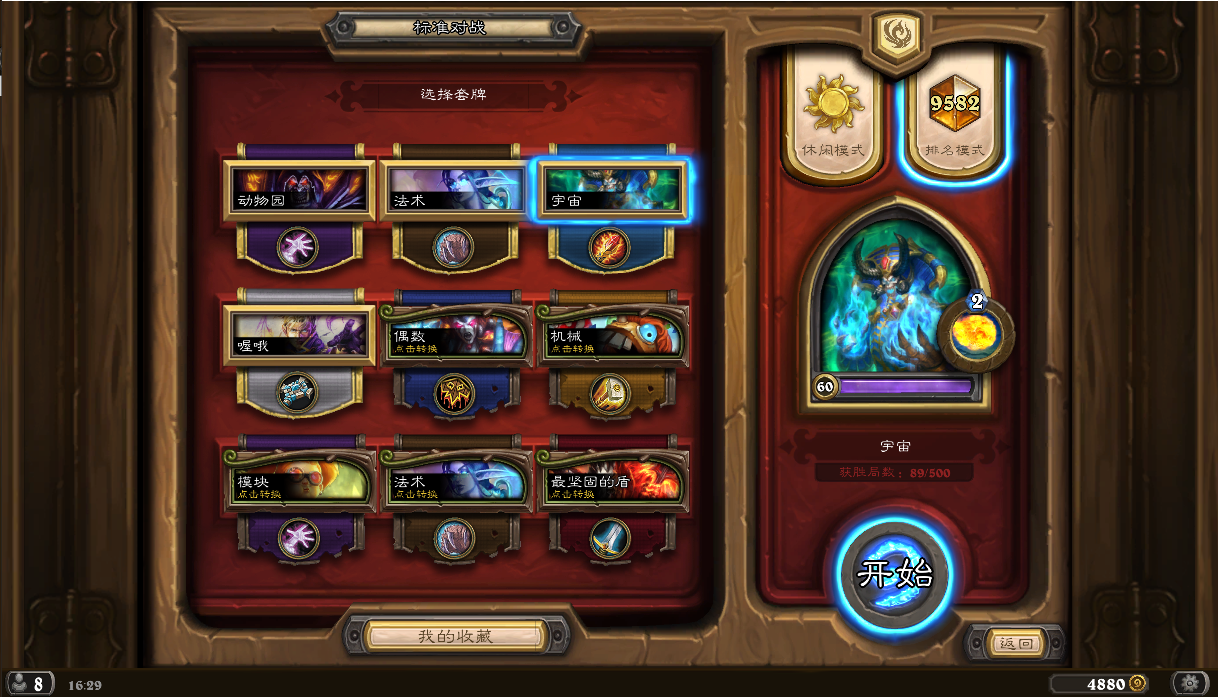 标准对战
选择套牌
9582
休闲模式
排名模式
动物园
法术
宇宙
喔哦
偶数
点击转换
机械
点击转换
模块
点击转换
法术
点击转换
最坚固的盾
点击转换
2
60
宇宙
获胜局数：89/500
开始
我的收藏
返回
8
16:29
4880